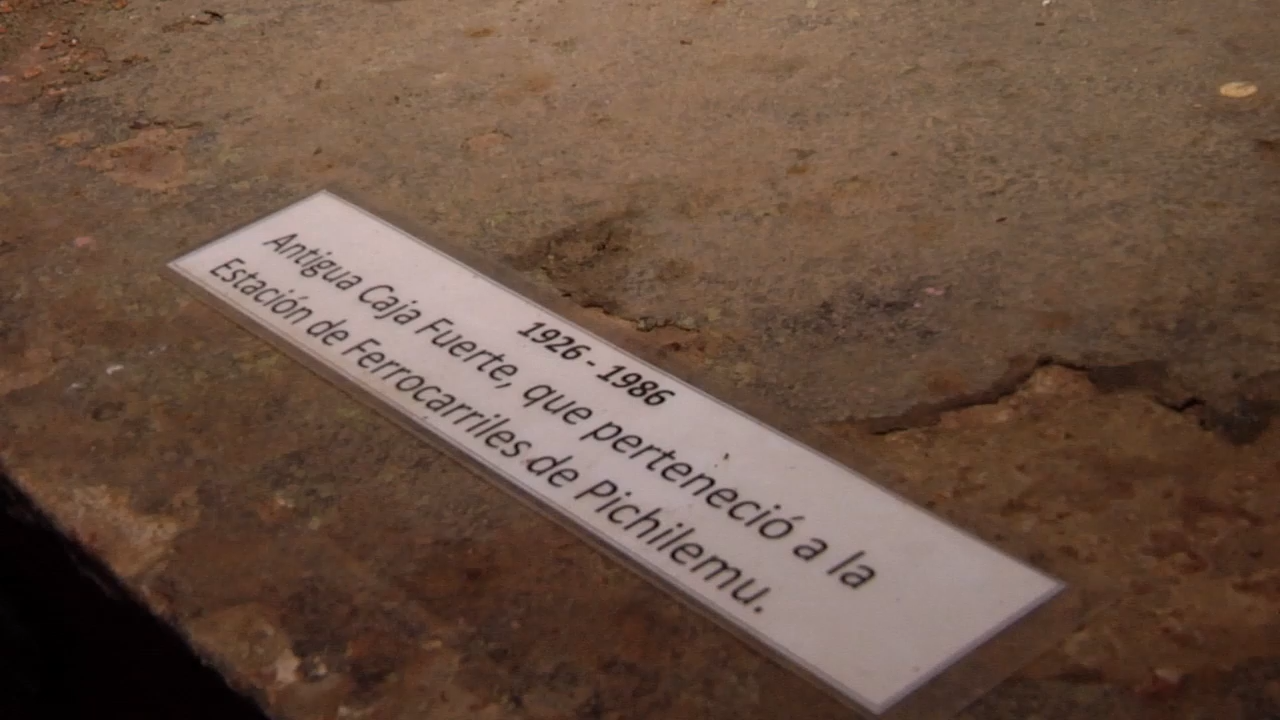 1926 - 1986
Antigua Caja Fuerte, que perteneció a la
Estación de Ferrocarriles de Pichilemu.